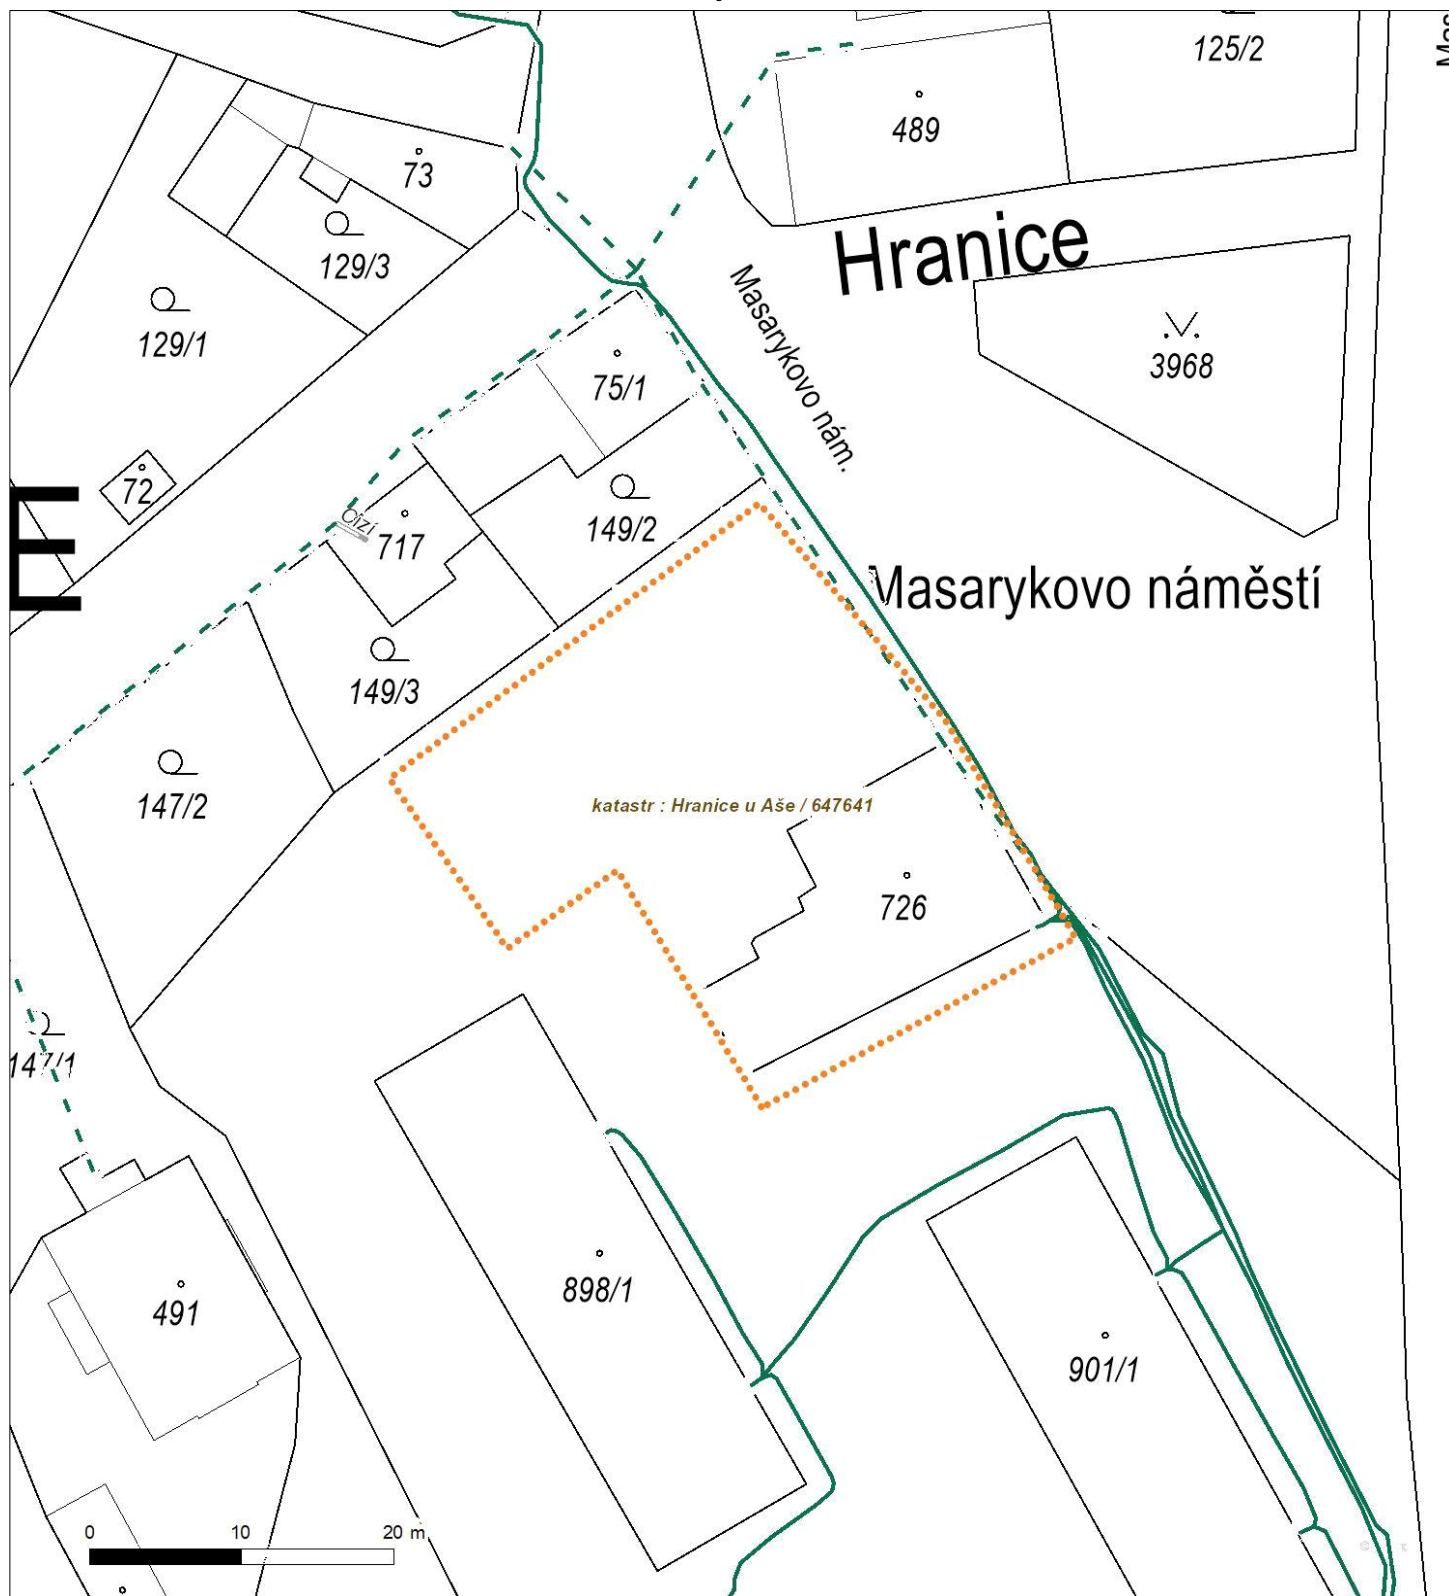 125/2
489
73
Hranice
129/3
Masarykovo nám.
129/1
3968
75/1
72
Cizí
717
149/2
E
Masarykovo náměstí
149/3
147/2
katastr : Hranice u Aše / 647641
726
147/1
898/1
491
901/1
0 10 20 m